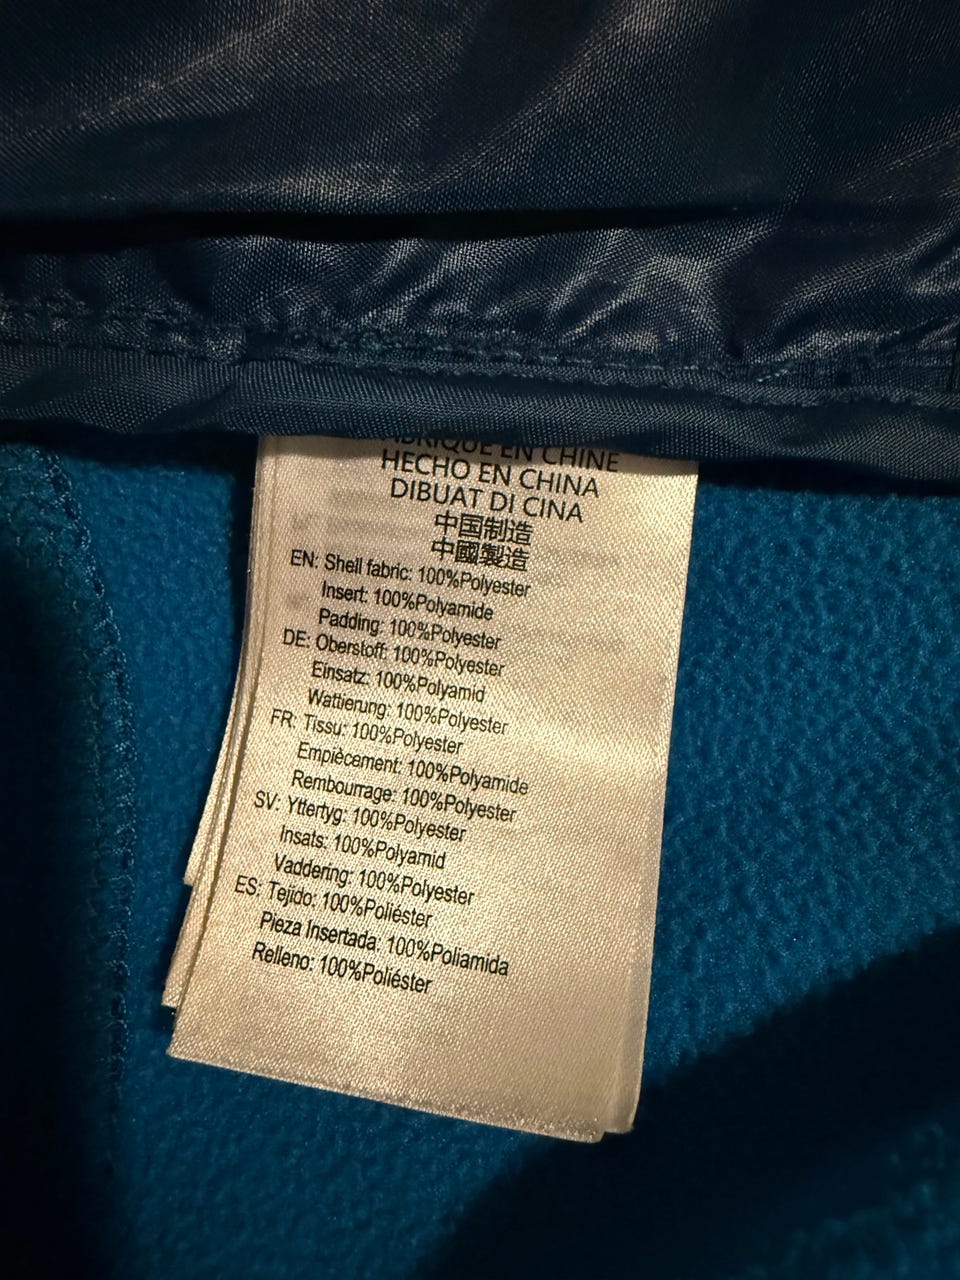 FABRIQUE EN CHINE
HECHO EN CHINA
DIBUAT DI CINA
中国制造
中國製造
EN: Shell fabric: 100%Polyester
Insert: 100%Polyamide
Padding: 100%Polyester
DE: Oberstoff: 100%Polyester
Einsatz: 100%Polyamid
Wattierung: 100%Polyester
FR: Tissu: 100%Polyester
Empiècement: 100%Polyamide
Rembourrage: 100%Polyester
SV: Yttertyg: 100%Polyester
Insats: 100%Polyamid
Vaddering: 100%Polyester
ES: Tejido: 100%Poliéster
Pieza Insertada: 100%Poliamida
Relleno: 100%Poliéster